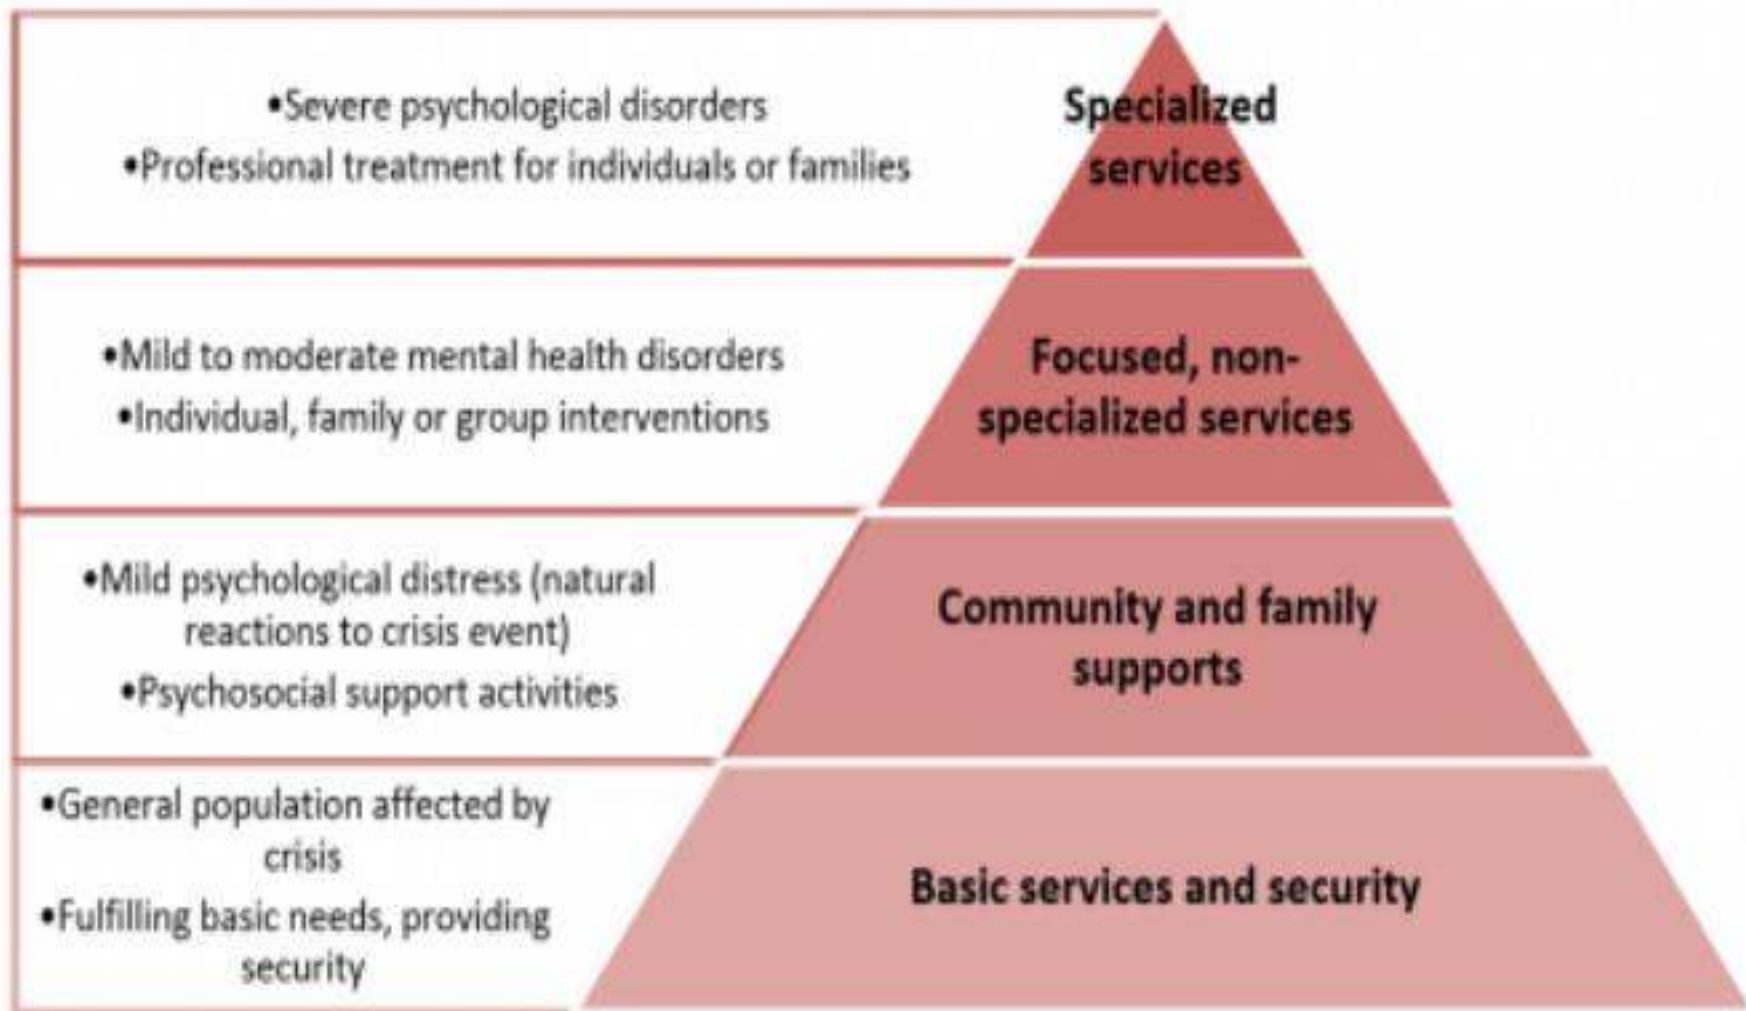 •Severe psychological disorders
•Professional treatment for individuals or families
Specialized
services
•Mild to moderate mental health disorders
•Individual, family or group interventions
Focused, non-
specialized services
•Mild psychological distress (natural
reactions to crisis event)
•Psychosocial support activities
Community and family
supports
•General population affected by
crisis
•Fulfilling basic needs, providing
security
Basic services and security